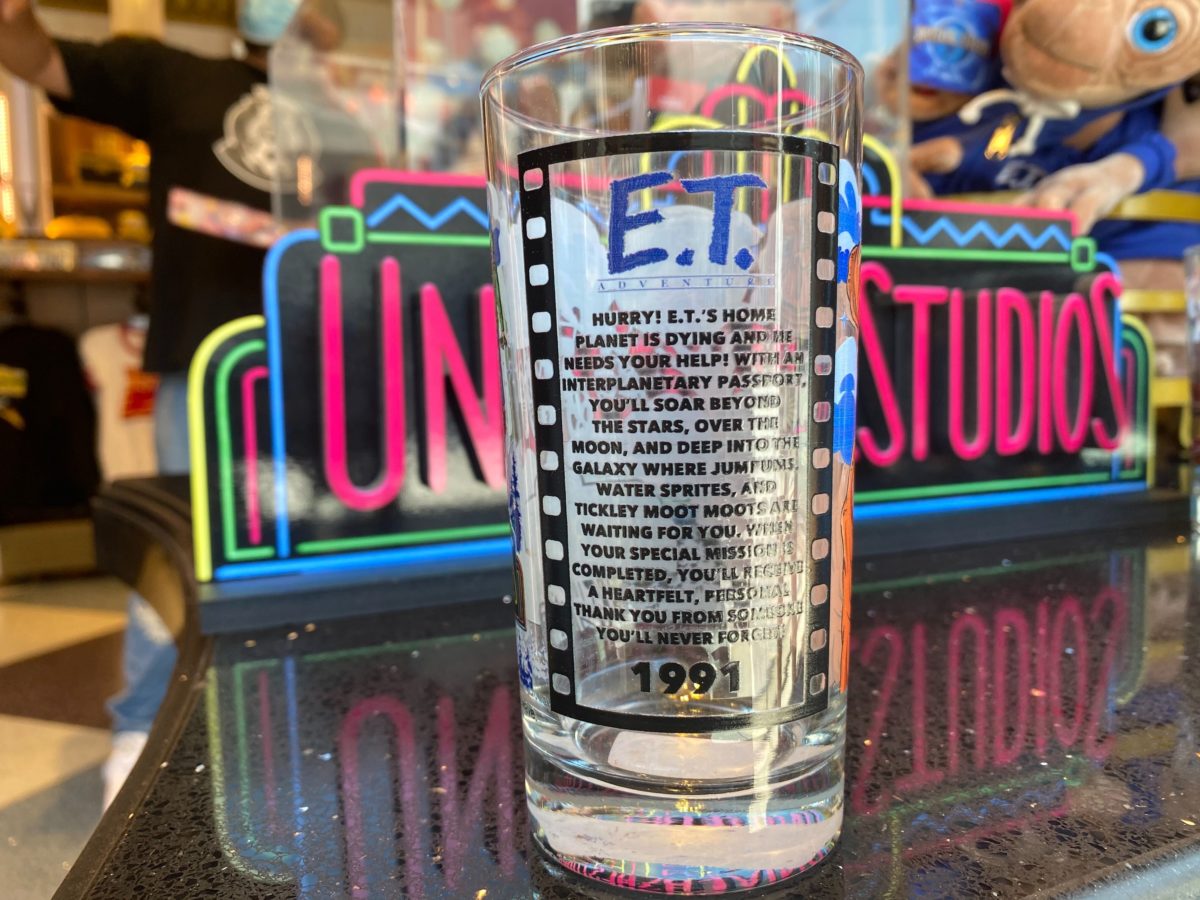 E.T.
ADVENTURE
HURRY! E.T.'S HOME
PLANET IS DYING AND HE
NEEDS YOUR HELP! WITH AN
INTERPLANETARY PASSPORT,
YOU'LL SOAR BEYOND
THE STARS, OVER THE
MOON, AND DEEP INTO THE
GALAXY WHERE JUMPUMS,
WATER SPRITES, AND
TICKLEY MOOT MOOTS ARE
WAITING FOR YOU. WHEN
YOUR SPECIAL MISSION IS
COMPLETED, YOU'LL RECEIVE
A HEARTFELT, PERSONAL
THANK YOU FROM SOMEONE
YOU'LL NEVER FORGET!
1991
UN STUDIOS